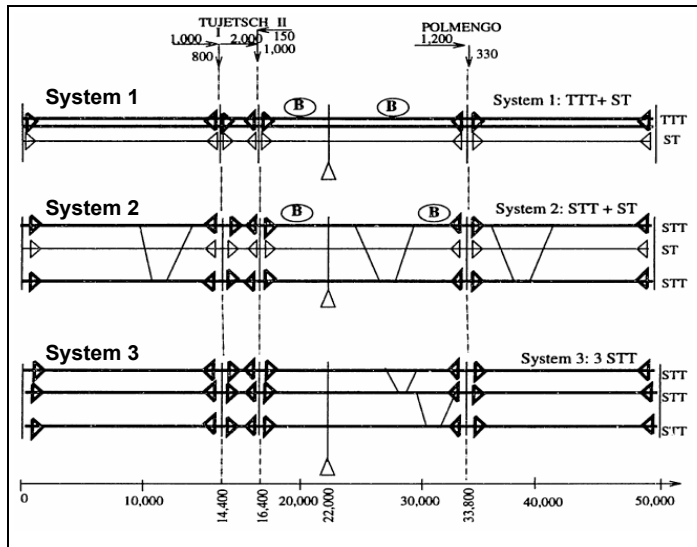 TUJETSCH II
I
1,000
2,000
150
800
1,000
POLMENGO
1,200
330
System 1
B
B
System 1: TTT+ ST
TTT
ST
System 2
B
B
System 2: STT + ST
STT
ST
STT
System 3
System 3: 3 STT
STT
STT
STT
0
10,000
14,400
16,400
20,000
22,000
30,000
33,800
40,000
50,000